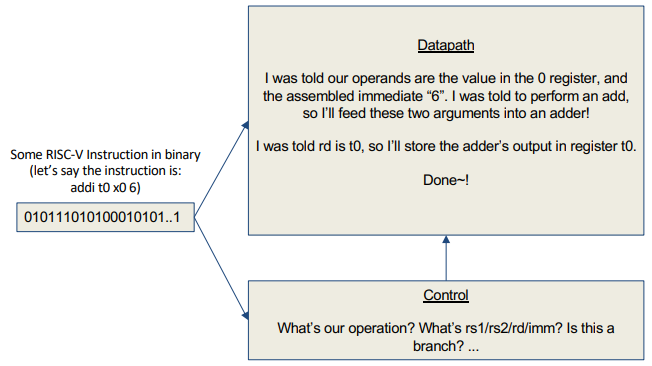 Datapath
I was told our operands are the value in the 0 register, and
the assembled immediate “6”. I was told to perform an add,
so I’ll feed these two arguments into an adder!
I was told rd is t0, so I’ll store the adder’s output in register t0.
Done~!
Some RISC-V Instruction in binary
(let’s say the instruction is:
addi t0 x0 6)
010111010100010101..1
Control
What’s our operation? What’s rs1/rs2/rd/imm? Is this a
branch? ...